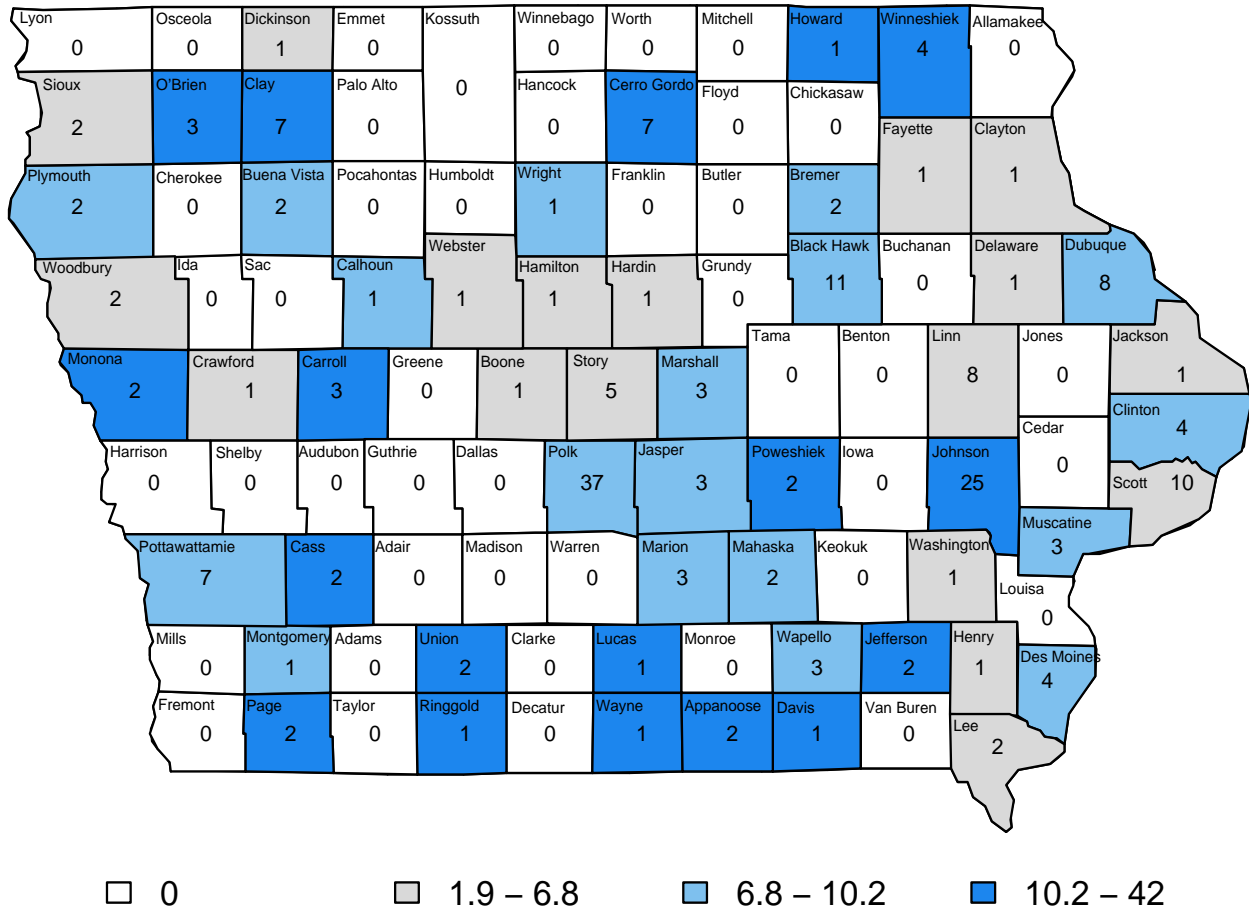 Lyon Osceola Dickinson Emmet Kossuth Winnebago Worth Mitchell Howard Winneshiek Allamakee
0 0 1 0 0 0 0 0 1 4 0
Sioux O'Brien Clay Palo Alto Hancock Cerro Gordo Floyd Chickasaw
2 3 7 0 0 7 0 0
Fayette Clayton
1 1
Plymouth Cherokee Buena Vista Pocahontas Humboldt Wright Franklin Butler Bremer
2 0 2 0 0 1 0 0 2
Woodbury Ida Sac Calhoun Webster Hamilton Hardin Grundy Black Hawk Buchanan Delaware Dubuque
2 0 0 1 1 1 1 0 11 0 1 8
Monona Crawford Carroll Greene Boone Story Marshall Tama Benton Linn Jones Jackson
2 1 3 0 1 5 3 0 0 8 0 1
Clinton
4
Cedar
0
Harrison Shelby Audubon Guthrie Dallas Polk Jasper Poweshiek Iowa Johnson Scott
0 0 0 0 0 37 3 2 0 25 10
Muscatine
3
Pottawattamie Cass Adair Madison Warren Marion Mahaska Keokuk Washington
7 2 0 0 0 3 2 0 1
Louisa
0
Mills Montgomery Adams Union Clarke Lucas Monroe Wapello Jefferson Henry Des Moines
0 1 0 2 0 1 0 3 2 1 4
Fremont Page Taylor Ringgold Decatur Wayne Appanoose Davis Van Buren Lee
0 2 0 1 0 1 2 1 0 2
0 1.9 – 6.8 6.8 – 10.2 10.2 – 42